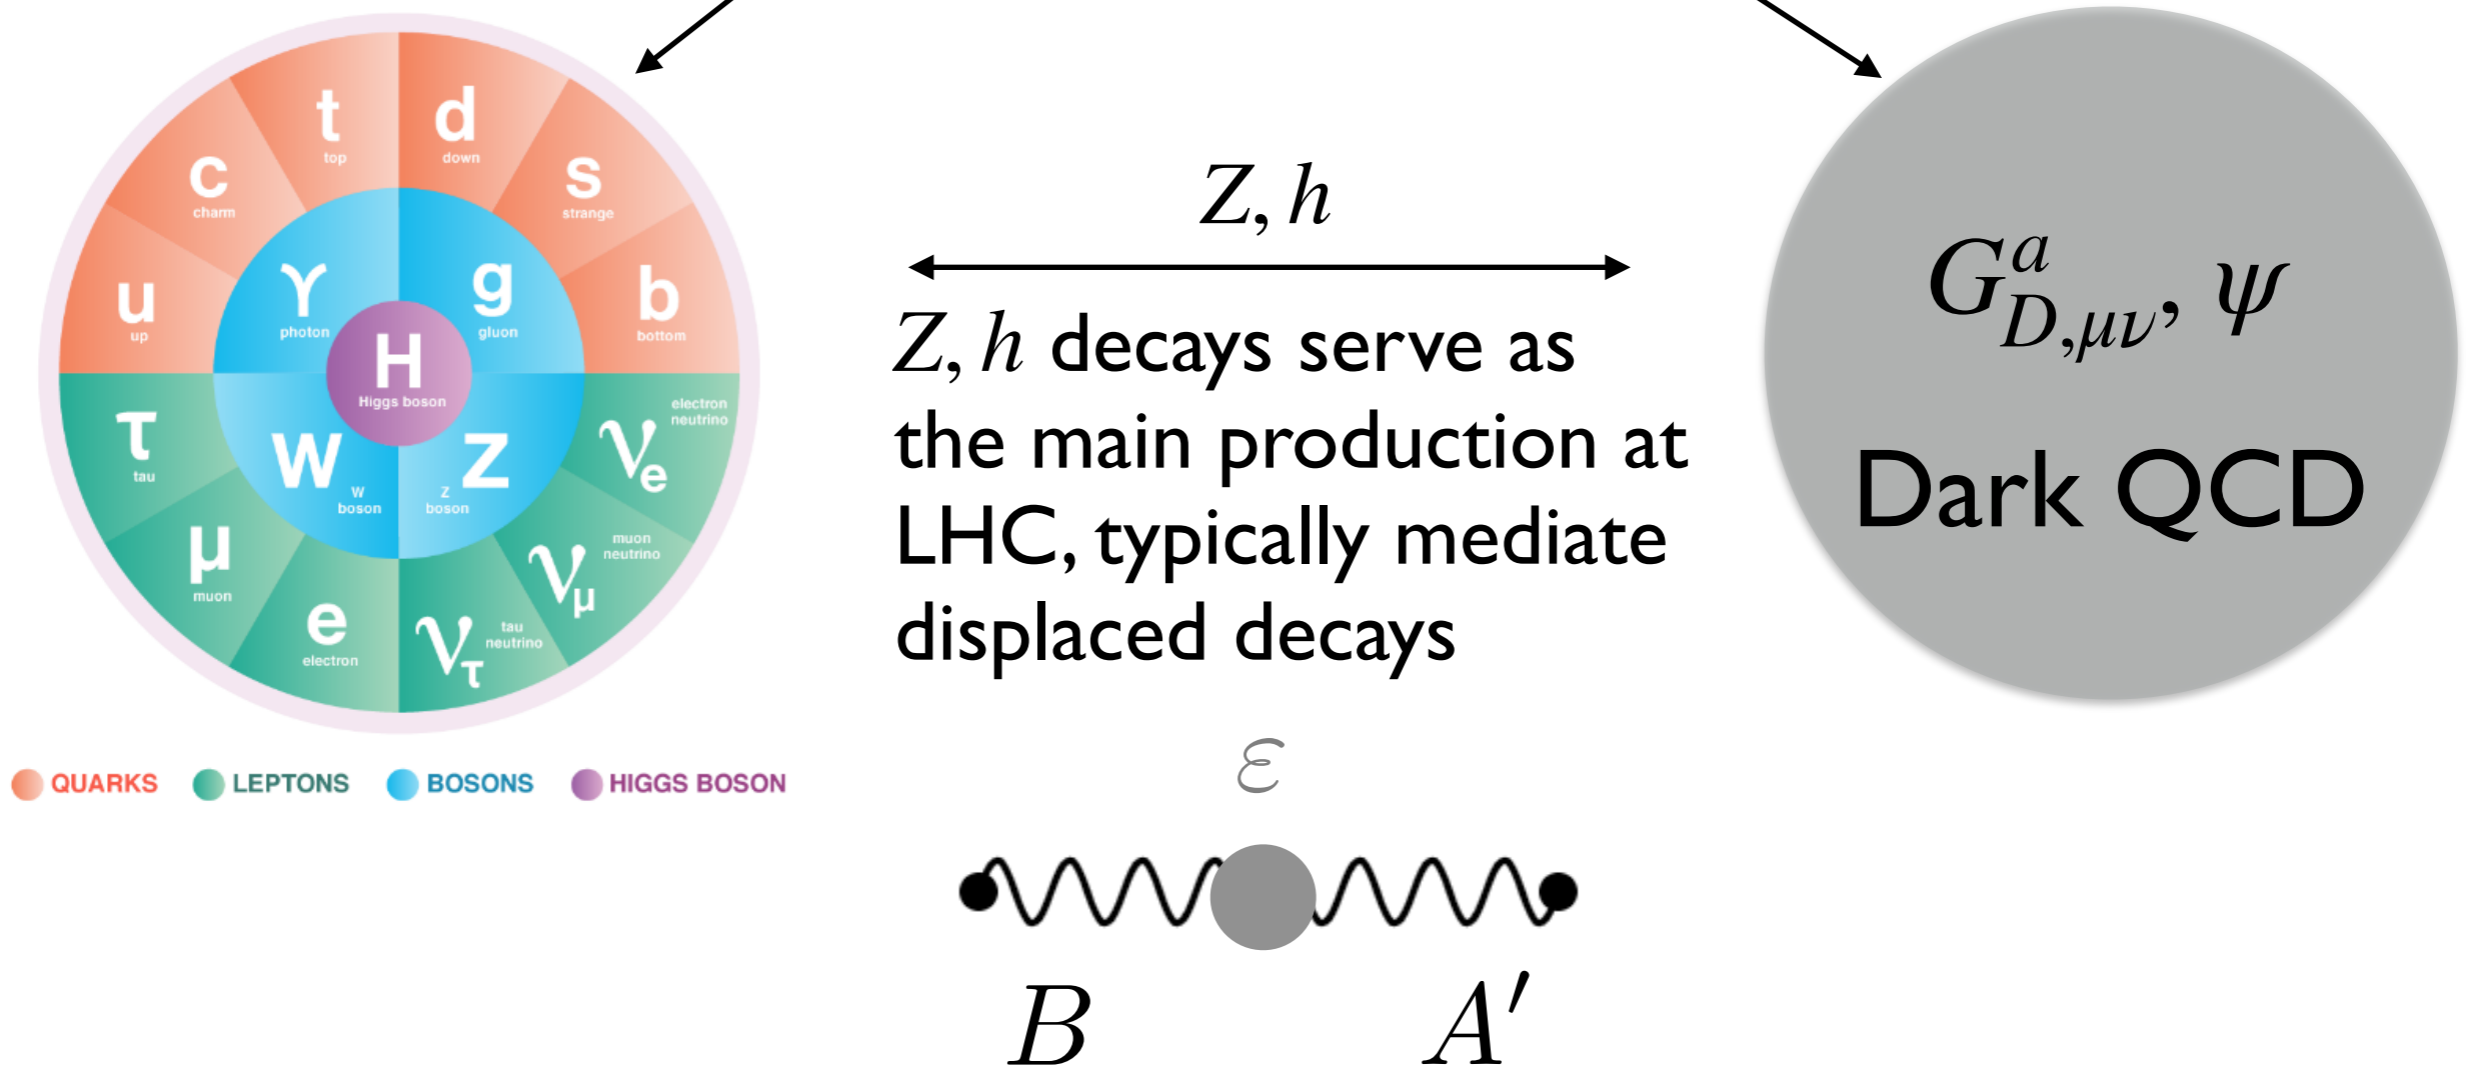 t
top
d
down
c
charm
s
strange
u
up
γ
photon
g
gluon
b
bottom
H
Higgs boson
τ
tau
W
W
boson
Z
Z
boson
νe
electron
neutrino
μ
muon
νμ
muon
neutrino
e
electron
ντ
tau
neutrino
QUARKS LEPTONS BOSONS HIGGS BOSON
Z, h
Z, h decays serve as
the main production at
LHC, typically mediate
displaced decays
ε
B A′
G^a_{D,μν}, ψ
Dark QCD